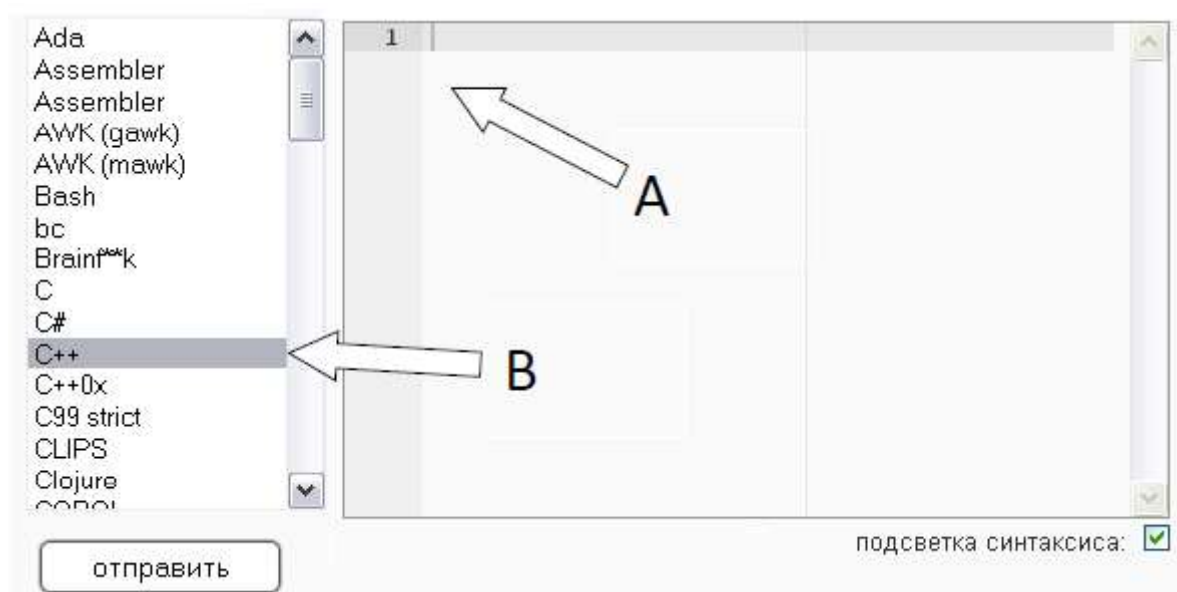 Ada
Assembler
Assembler
AWK (gawk)
AWK (mawk)
Bash
bc
Brainf**k
C
C#
C++
C++0x
C99 strict
CLIPS
Clojure
1
A
B
подсветка синтаксиса:
отправить